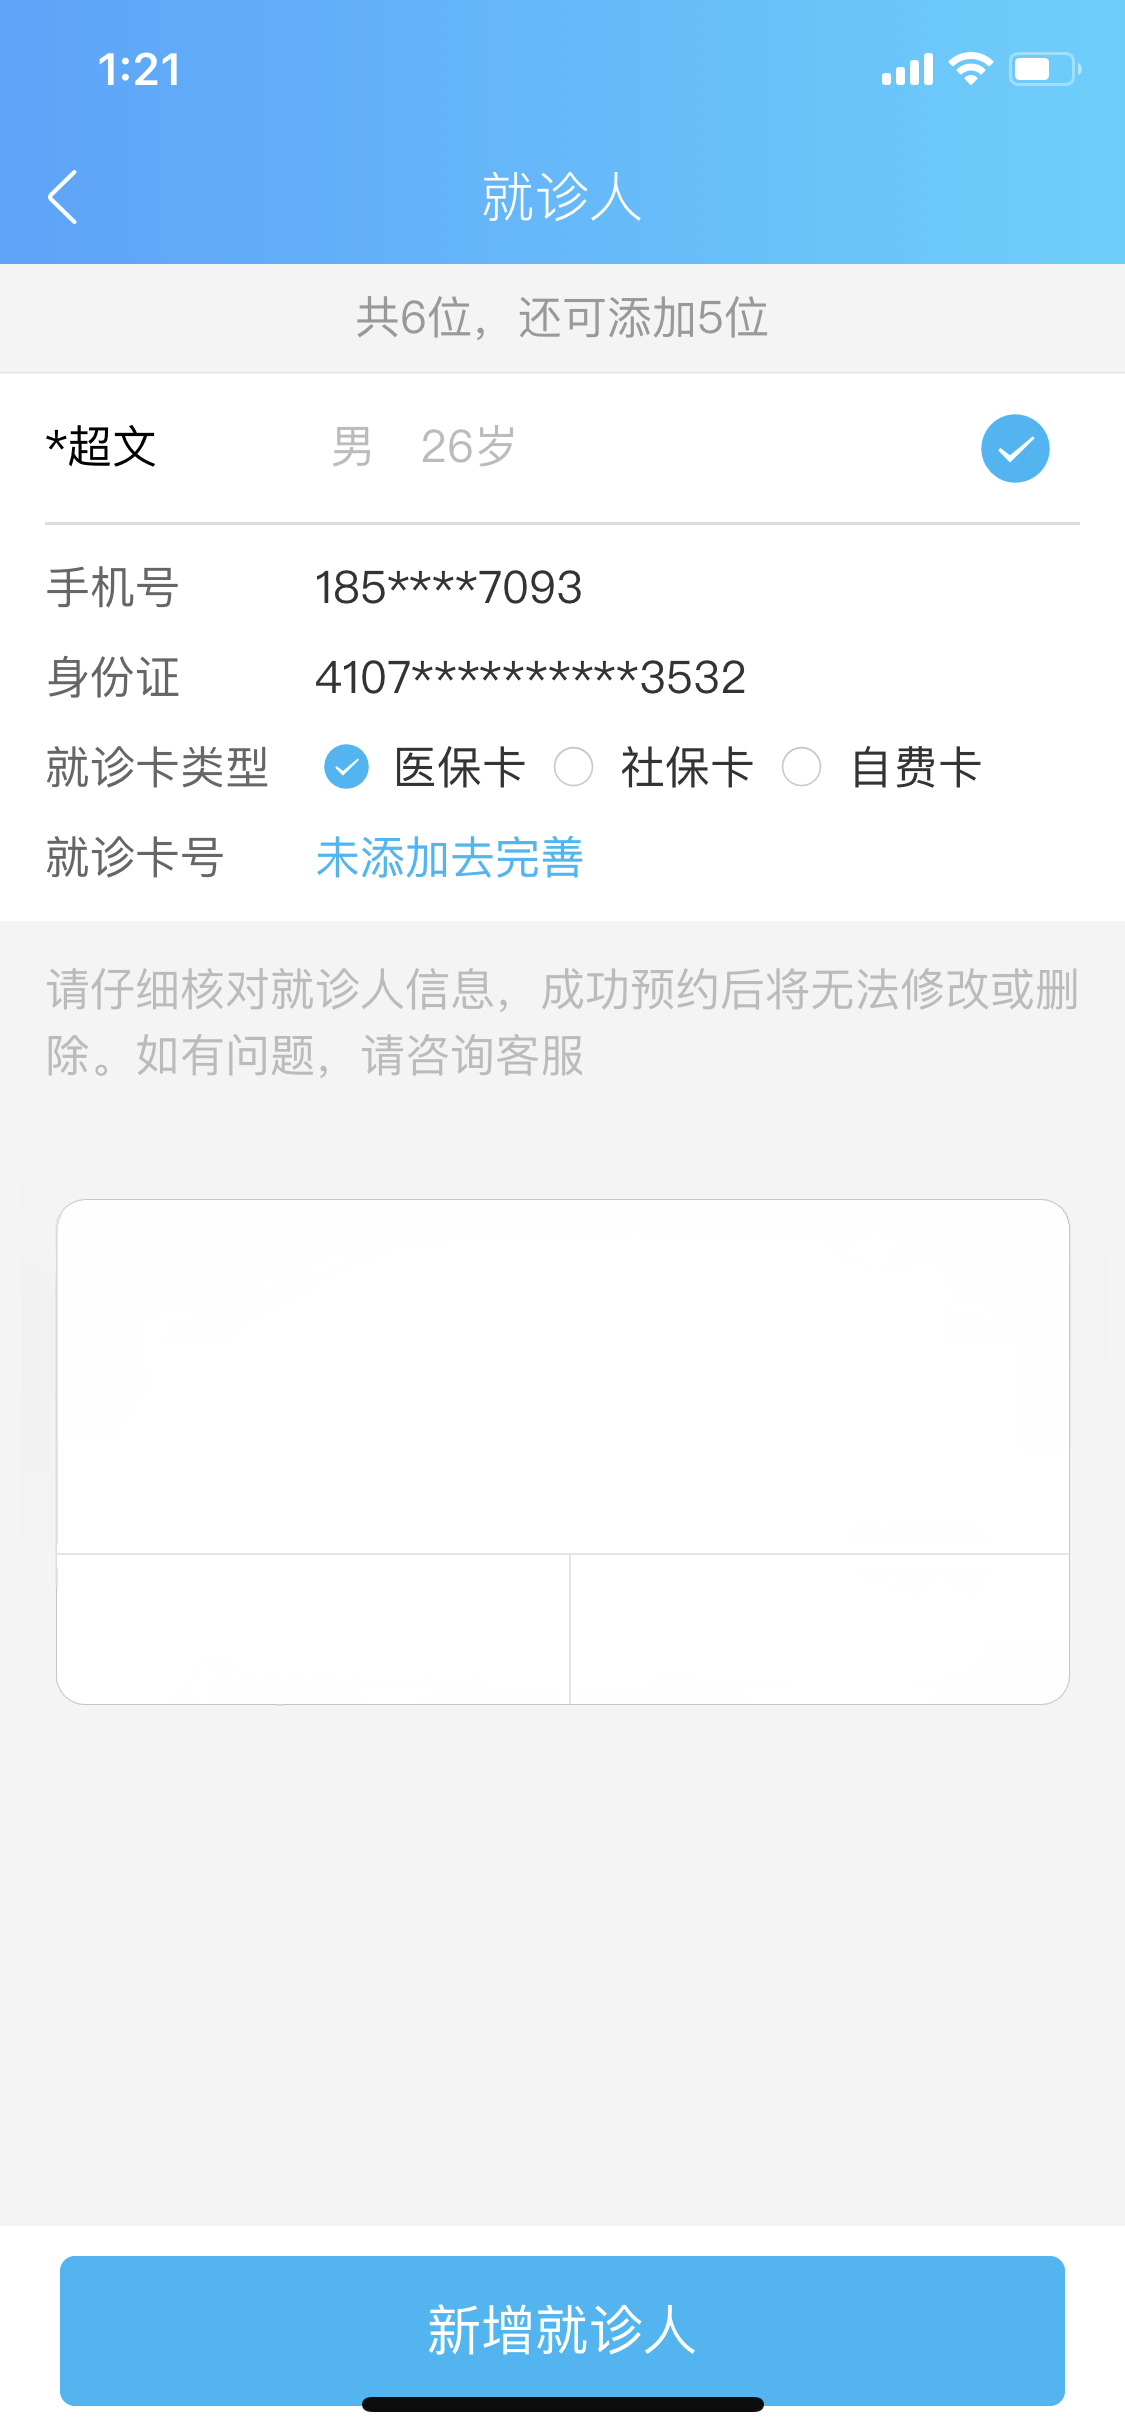 1:21
就诊人
共6位，还可添加5位
*超文 男 26岁
手机号 185****7093
身份证 4107**********3532
就诊卡类型 医保卡 社保卡 自费卡
就诊卡号 未添加去完善
请仔细核对就诊人信息，成功预约后将无法修改或删
除。如有问题，请咨询客服
新增就诊人